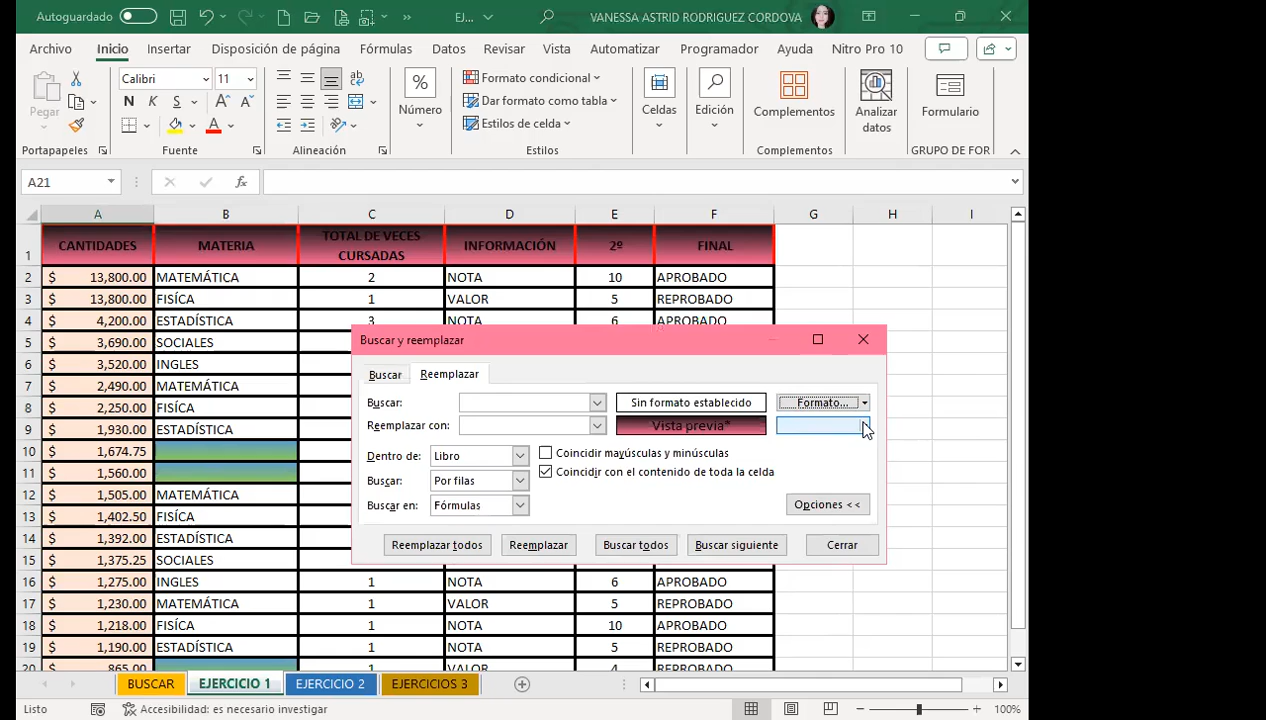 Autoguardado
EJ...
VANESSA ASTRID RODRIGUEZ CORDOVA
Archivo Inicio Insertar Disposición de página Fórmulas Datos Revisar Vista Automatizar Programador Ayuda Nitro Pro 10
Pegar
Calibri 11
N K S
Número
Formato condicional
Dar formato como tabla
Estilos de celda
Celdas
Edición
Complementos
Analizar datos
Formulario
Portapapeles Fuente Alineación Estilos Complementos GRUPO DE FOR
A21 fx
A B C D E F G H I
1 CANTIDADES MATERIA TOTAL DE VECES CURSADAS INFORMACIÓN 2º FINAL
2 $ 13,800.00 MATEMÁTICA 2 NOTA 10 APROBADO
3 $ 13,800.00 FISÍCA 1 VALOR 5 REPROBADO
4 $ 4,200.00 ESTADÍSTICA 3 NOTA 6 APROBADO
5 $ 3,690.00 SOCIALES
6 $ 3,520.00 INGLES
7 $ 2,490.00 MATEMÁTICA
8 $ 2,250.00 FISÍCA
9 $ 1,930.00 ESTADÍSTICA
10 $ 1,674.75
11 $ 1,560.00
12 $ 1,505.00 MATEMÁTICA
13 $ 1,402.50 FISÍCA
14 $ 1,392.00 ESTADÍSTICA
15 $ 1,375.25 SOCIALES
16 $ 1,275.00 INGLES 1 NOTA 6 APROBADO
17 $ 1,230.00 MATEMÁTICA 1 VALOR 5 REPROBADO
18 $ 1,218.00 FISÍCA 1 NOTA 10 APROBADO
19 $ 1,190.00 ESTADÍSTICA 1 NOTA 5 REPROBADO
20 $ 865.00 1 VALOR 4 REPROBADO
Buscar y reemplazar
Buscar Reemplazar
Buscar: Sin formato establecido Formato...
Reemplazar con: Vista previa*
Dentro de: Libro Coincidir mayúsculas y minúsculas
Coincidir con el contenido de toda la celda
Buscar: Por filas
Buscar en: Fórmulas Opciones <<
Reemplazar todos Reemplazar Buscar todos Buscar siguiente Cerrar
BUSCAR EJERCICIO 1 EJERCICIO 2 EJERCICIOS 3
Listo Accesibilidad: es necesario investigar 100%